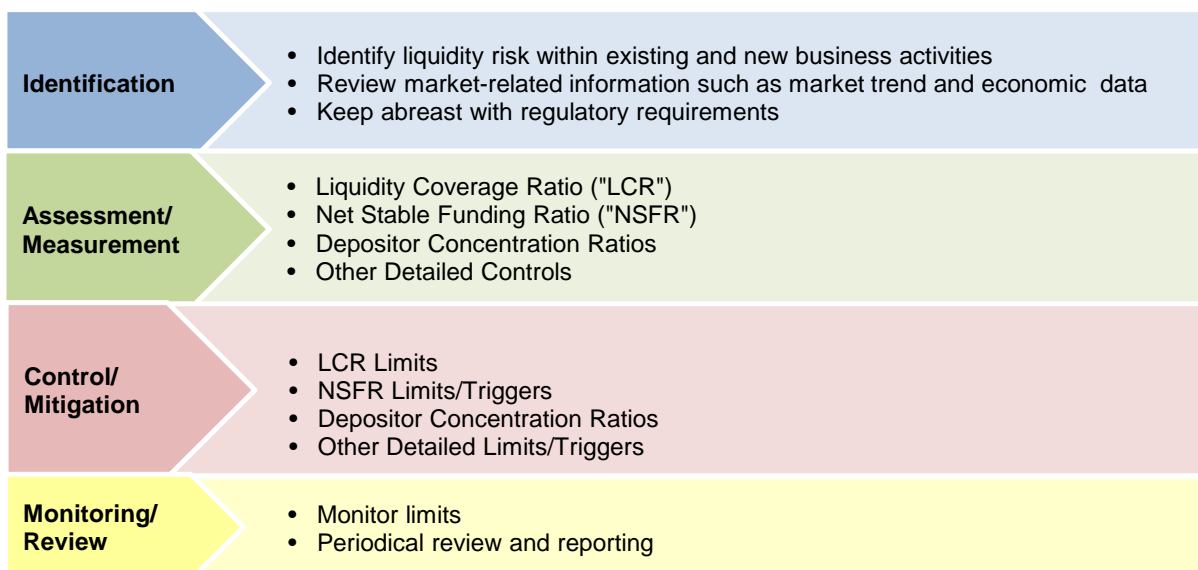 Identification
• Identify liquidity risk within existing and new business activities
• Review market-related information such as market trend and economic data
• Keep abreast with regulatory requirements
Assessment/
Measurement
• Liquidity Coverage Ratio ("LCR")
• Net Stable Funding Ratio ("NSFR")
• Depositor Concentration Ratios
• Other Detailed Controls
Control/
Mitigation
• LCR Limits
• NSFR Limits/Triggers
• Depositor Concentration Ratios
• Other Detailed Limits/Triggers
Monitoring/
Review
• Monitor limits
• Periodical review and reporting